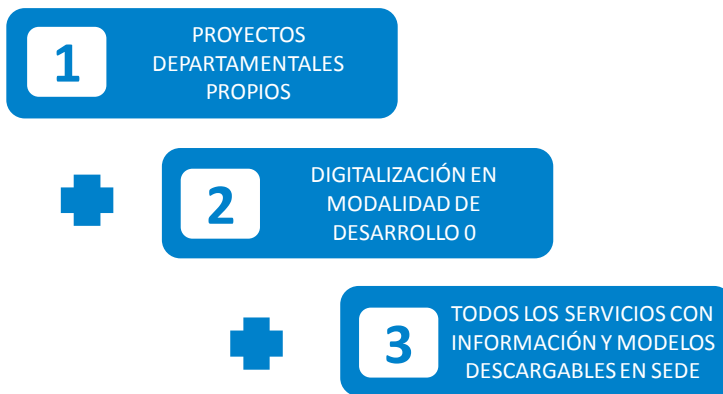 1
PROYECTOS
DEPARTAMENTALES
PROPIOS
2
DIGITALIZACIÓN EN
MODALIDAD DE
DESARROLLO 0
3
TODOS LOS SERVICIOS CON
INFORMACIÓN Y MODELOS
DESCARGABLES EN SEDE